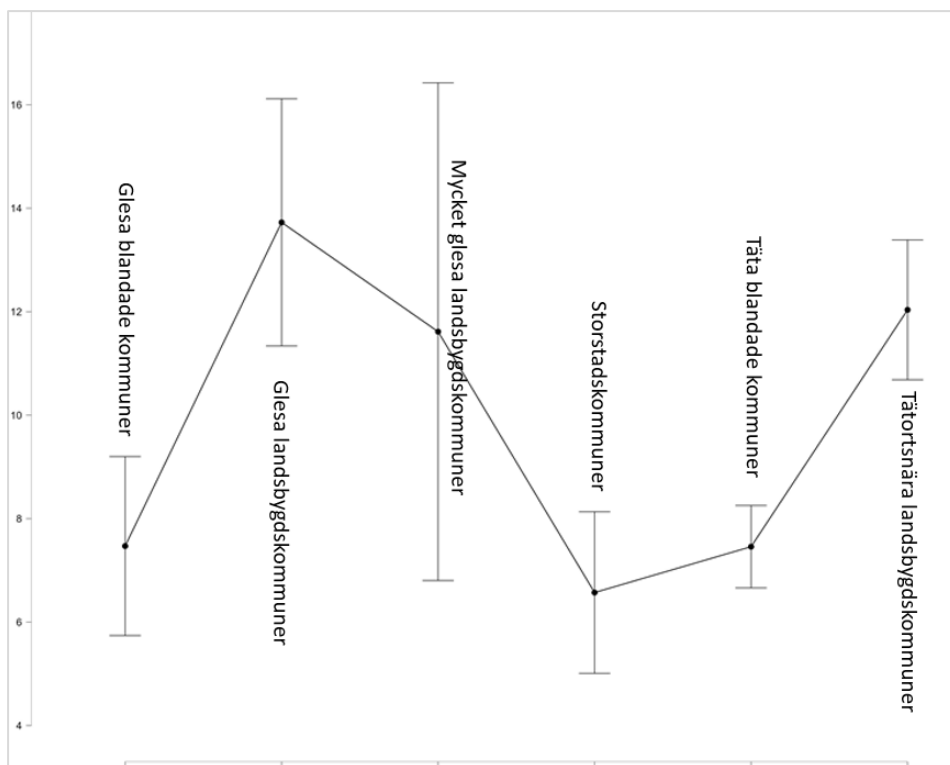 16
14
12
10
8
6
4
Glesa blandade kommuner
Glesa landsbygdskommuner
Mycket glesa landsbygdskommuner
Storstadskommuner
Täta blandade kommuner
Tätortsnära landsbygdskommuner